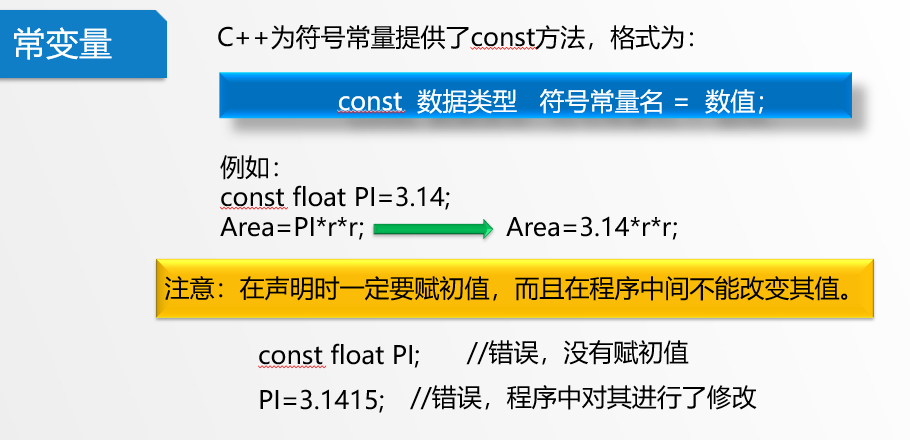 常变量
C++为符号常量提供了const方法，格式为：
const 数据类型 符号常量名 = 数值；
例如：
const float PI=3.14;
Area=PI*r*r; Area=3.14*r*r;
注意：在声明时一定要赋初值，而且在程序中间不能改变其值。
const float PI; //错误，没有赋初值
PI=3.1415; //错误，程序中对其进行了修改